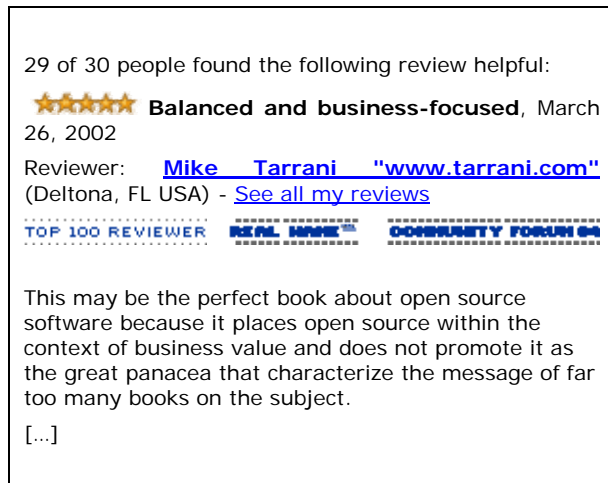 29 of 30 people found the following review helpful:
Balanced and business-focused, March
26, 2002
Reviewer: Mike Tarrani "www.tarrani.com"
(Deltona, FL USA) - See all my reviews
TOP 100 REVIEWER REAL NAME™ COMMUNITY FORUM 04
This may be the perfect book about open source
software because it places open source within the
context of business value and does not promote it as
the great panacea that characterize the message of far
too many books on the subject.
[...]